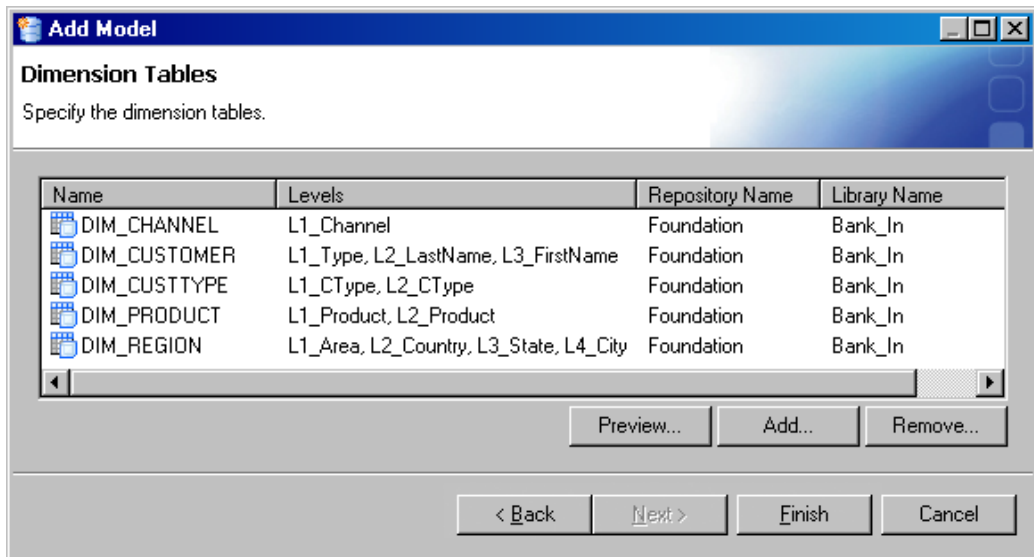 Add Model
Dimension Tables
Specify the dimension tables.
Name Levels Repository Name Library Name
DIM_CHANNEL L1_Channel Foundation Bank_In
DIM_CUSTOMER L1_Type, L2_LastName, L3_FirstName Foundation Bank_In
DIM_CUSTTYPE L1_CType, L2_CType Foundation Bank_In
DIM_PRODUCT L1_Product, L2_Product Foundation Bank_In
DIM_REGION L1_Area, L2_Country, L3_State, L4_City Foundation Bank_In
Preview... Add... Remove...
< Back Next > Finish Cancel